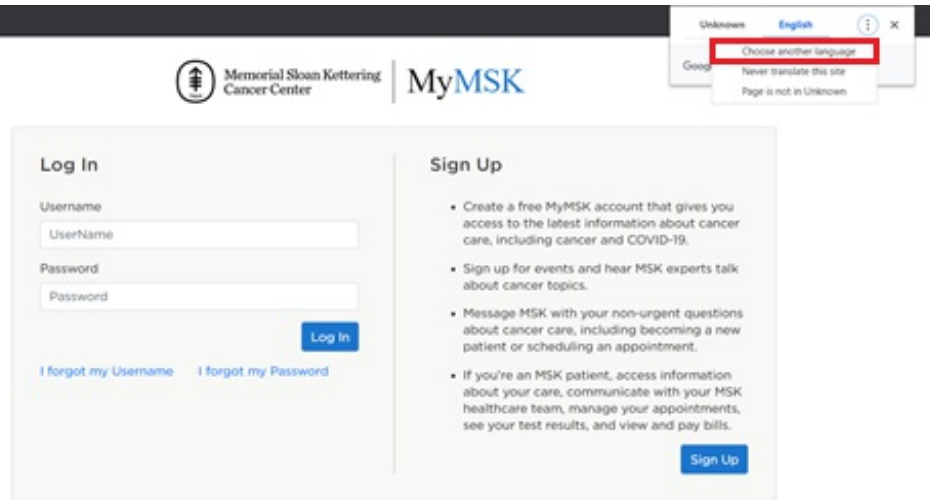 Unknown English
Choose another language
Googl
Never translate this site
Page is not in Unknown
Memorial Sloan Kettering
Cancer Center
MyMSK
Log In
Username
UserName
Password
Password
Log In
I forgot my Username I forgot my Password
Sign Up
• Create a free MyMSK account that gives you
access to the latest information about cancer
care, including cancer and COVID-19.
• Sign up for events and hear MSK experts talk
about cancer topics.
• Message MSK with your non-urgent questions
about cancer care, including becoming a new
patient or scheduling an appointment.
• If you're an MSK patient, access information
about your care, communicate with your MSK
healthcare team, manage your appointments,
see your test results, and view and pay bills.
Sign Up